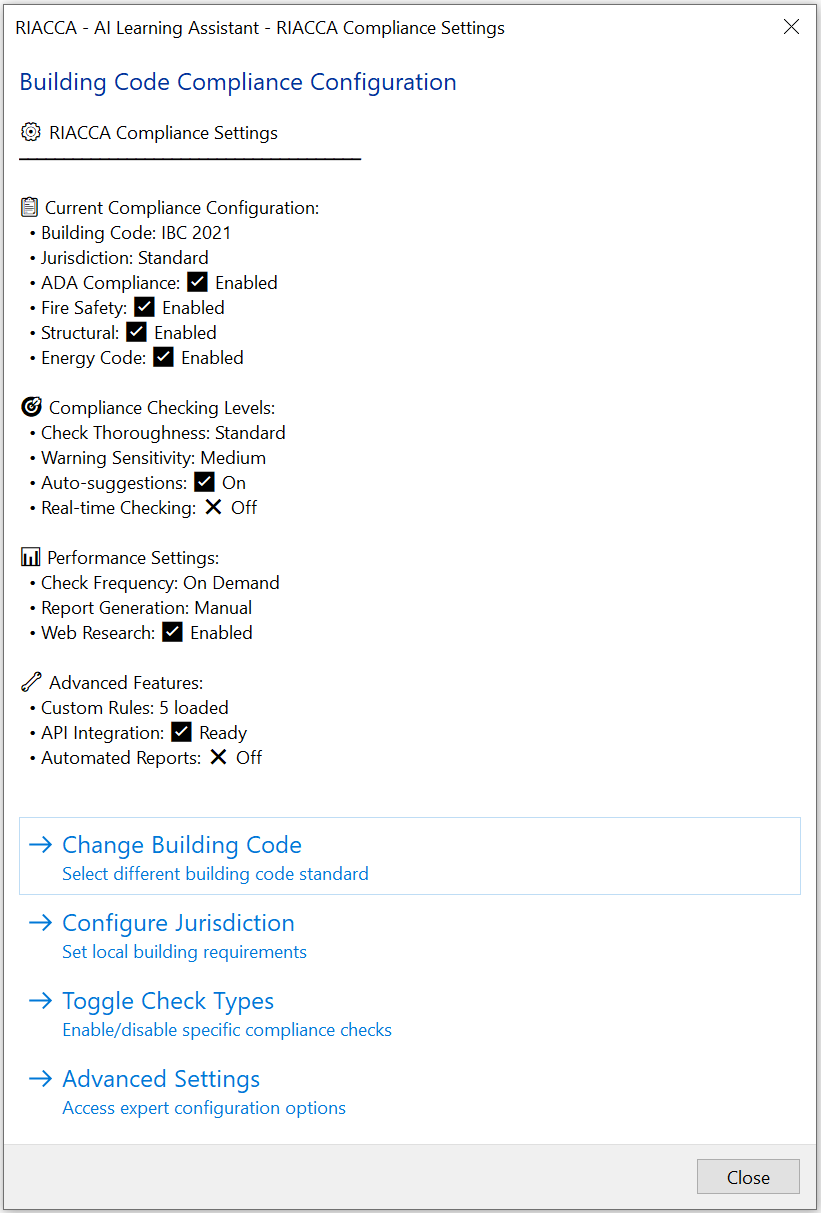 RIACCA - AI Learning Assistant - RIACCA Compliance Settings
Building Code Compliance Configuration
RIACCA Compliance Settings
Current Compliance Configuration:
• Building Code: IBC 2021
• Jurisdiction: Standard
• ADA Compliance: ✅ Enabled
• Fire Safety: ✅ Enabled
• Structural: ✅ Enabled
• Energy Code: ✅ Enabled
Compliance Checking Levels:
• Check Thoroughness: Standard
• Warning Sensitivity: Medium
• Auto-suggestions: ✅ On
• Real-time Checking: ❌ Off
Performance Settings:
• Check Frequency: On Demand
• Report Generation: Manual
• Web Research: ✅ Enabled
Advanced Features:
• Custom Rules: 5 loaded
• API Integration: ✅ Ready
• Automated Reports: ❌ Off
→ Change Building Code
Select different building code standard
→ Configure Jurisdiction
Set local building requirements
→ Toggle Check Types
Enable/disable specific compliance checks
→ Advanced Settings
Access expert configuration options
Close